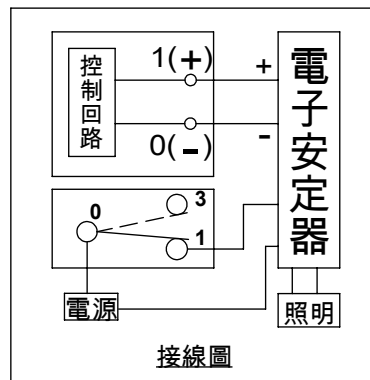 控制回路
1(+)
0(-)
+
-
電子安定器
0
3
1
電源
照明
接線圖